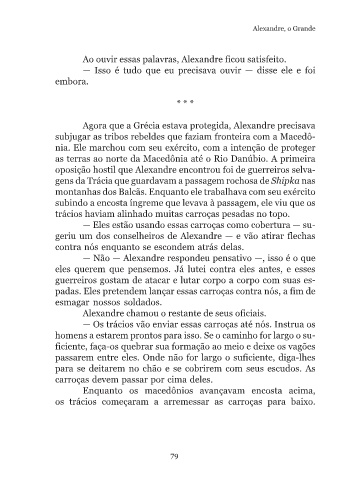 Alexandre, o Grande
Ao ouvir essas palavras, Alexandre ficou satisfeito.
— Isso é tudo que eu precisava ouvir — disse ele e foi
embora.
* * *
Agora que a Grécia estava protegida, Alexandre precisava
subjugar as tribos rebeldes que faziam fronteira com a Macedô-
nia. Ele marchou com seu exército, com a intenção de proteger
as terras ao norte da Macedônia até o Rio Danúbio. A primeira
oposição hostil que Alexandre encontrou foi de guerreiros selva-
gens da Trácia que guardavam a passagem rochosa de Shipka nas
montanhas dos Balcãs. Enquanto ele trabalhava com seu exército
subindo a encosta íngreme que levava à passagem, ele viu que os
trácios haviam alinhado muitas carroças pesadas no topo.
— Eles estão usando essas carroças como cobertura — su-
geriu um dos conselheiros de Alexandre — e vão atirar flechas
contra nós enquanto se escondem atrás delas.
— Não — Alexandre respondeu pensativo —, isso é o que
eles querem que pensemos. Já lutei contra eles antes, e esses
guerreiros gostam de atacar e lutar corpo a corpo com suas es-
padas. Eles pretendem lançar essas carroças contra nós, a fim de
esmagar nossos soldados.
Alexandre chamou o restante de seus oficiais.
— Os trácios vão enviar essas carroças até nós. Instrua os
homens a estarem prontos para isso. Se o caminho for largo o su-
ficiente, faça-os quebrar sua formação ao meio e deixe os vagões
passarem entre eles. Onde não for largo o suficiente, diga-lhes
para se deitarem no chão e se cobrirem com seus escudos. As
carroças devem passar por cima deles.
Enquanto os macedônios avançavam encosta acima,
os trácios começaram a arremessar as carroças para baixo.
79